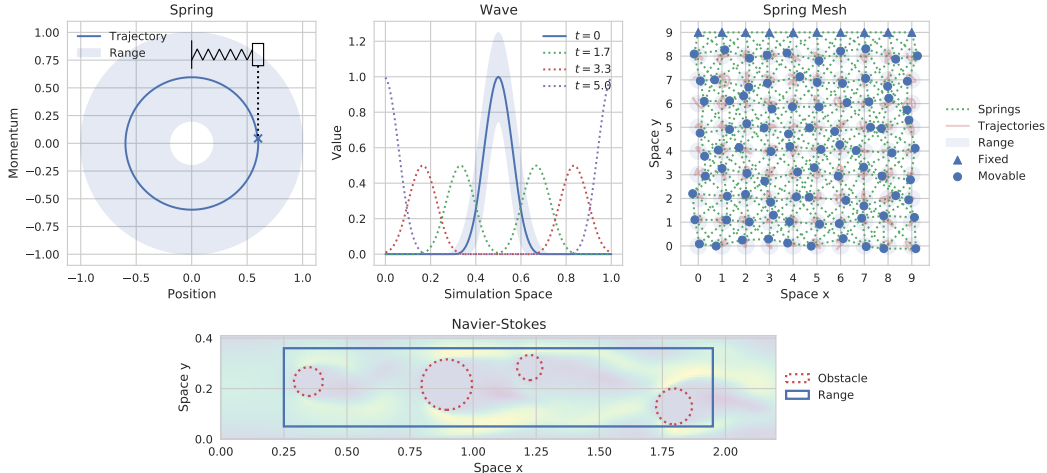 Spring
Momentum
1.00
0.75
0.50
0.25
0.00
−0.25
−0.50
−0.75
−1.00
Trajectory
Range
−1.0 −0.5 0.0 0.5 1.0
Position
Wave
Value
1.2
1.0
0.8
0.6
0.4
0.2
0.0
t = 0
t = 1.7
t = 3.3
t = 5.0
0.0 0.2 0.4 0.6 0.8 1.0
Simulation Space
Spring Mesh
Space y
9
8
7
6
5
4
3
2
1
0
0 1 2 3 4 5 6 7 8 9
Space x
Springs
Trajectories
Range
Fixed
Movable
Navier-Stokes
Space y
0.4
0.2
0.0
0.00 0.25 0.50 0.75 1.00 1.25 1.50 1.75 2.00
Space x
Obstacle
Range